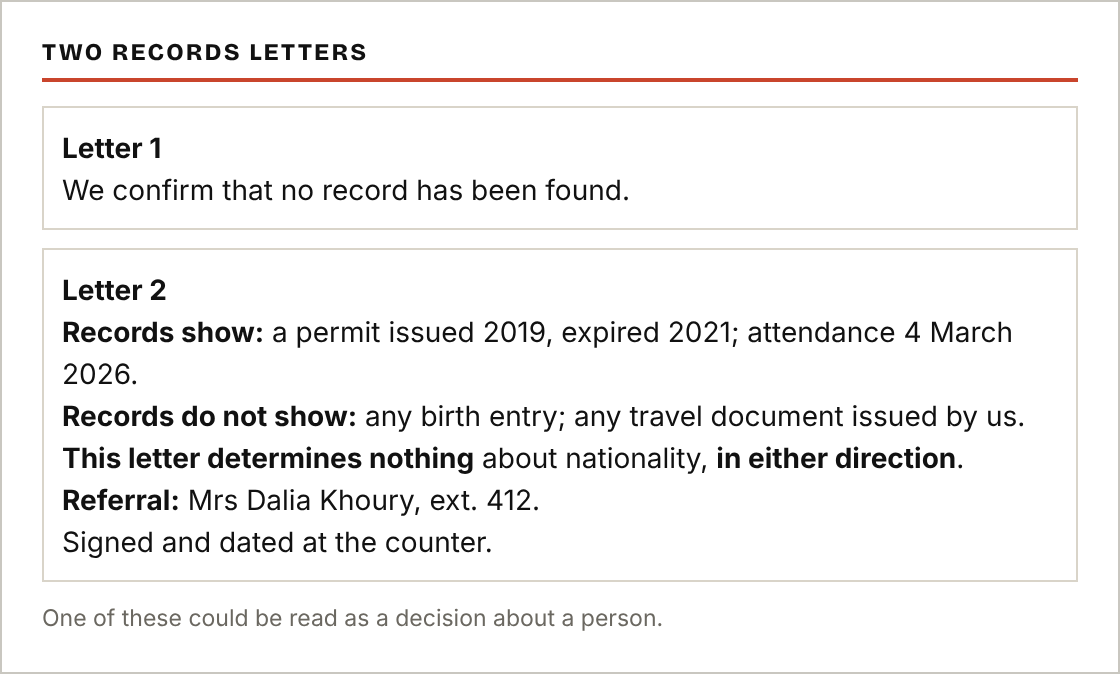 TWO RECORDS LETTERS
Letter 1
We confirm that no record has been found.
Letter 2
Records show: a permit issued 2019, expired 2021; attendance 4 March
2026.
Records do not show: any birth entry; any travel document issued by us.
This letter determines nothing about nationality, in either direction.
Referral: Mrs Dalia Khoury, ext. 412.
Signed and dated at the counter.
One of these could be read as a decision about a person.